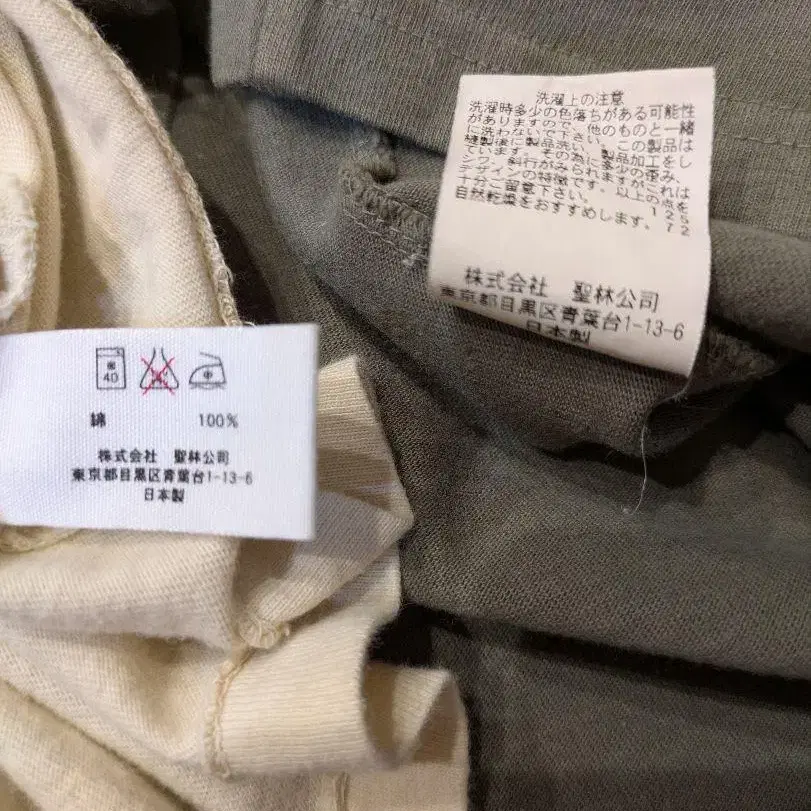 洗濯上の注意
洗濯時多少の色落ちがある可能性
がありますので、他のものと一緒
に洗わないで下さい。この製品は
縫製後に製品洗い、製品加工をし
ています。その為に多少の歪み、
シワ、斜行がみられますがこれは
デザインの特徴です。以上の点を
十分ご留意下さい。 125
自然乾燥をおすすめします。 72
株式会社 聖林公司
東京都目黒区青葉台1-13-6
日本製
40
綿 100%
株式会社 聖林公司
東京都目黒区青葉台1-13-6
日本製